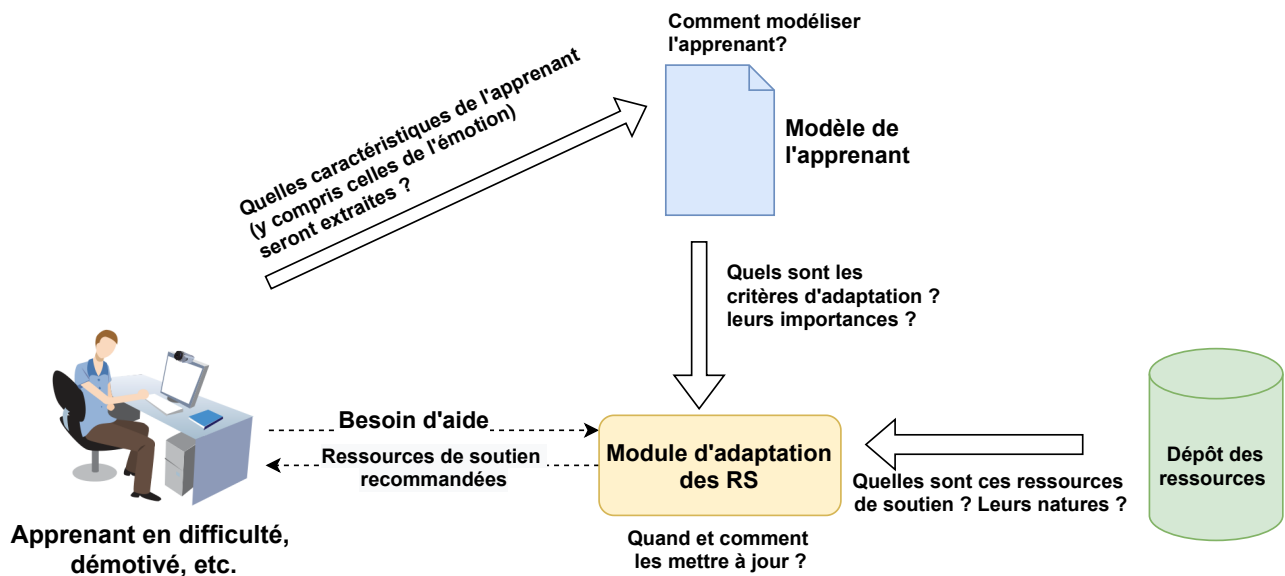 Comment modéliser
l'apprenant?
Quelles caractéristiques de l'apprenant
(y compris celles de l'émotion)
seront extraites ?
Modèle de
l'apprenant
Quels sont les
critères d'adaptation ?
leurs importances ?
Besoin d'aide
Ressources de soutien
recommandées
Module d'adaptation
des RS
Quelles sont ces ressources
de soutien ? Leurs natures ?
Dépôt des
ressources
Apprenant en difficulté,
démotivé, etc.
Quand et comment
les mettre à jour ?